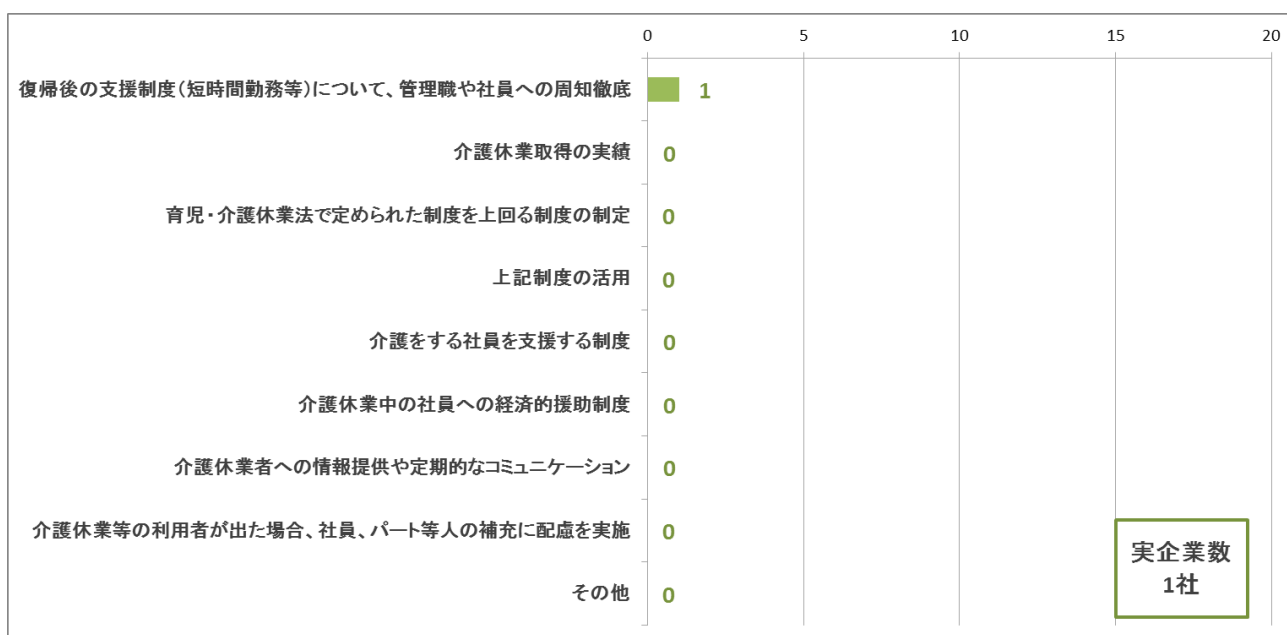 0 5 10 15 20
復帰後の支援制度(短時間勤務等)について、管理職や社員への周知徹底 1
介護休業取得の実績 0
育児・介護休業法で定められた制度を上回る制度の制定 0
上記制度の活用 0
介護をする社員を支援する制度 0
介護休業中の社員への経済的援助制度 0
介護休業者への情報提供や定期的なコミュニケーション 0
介護休業等の利用者が出た場合、社員、パート等人の補充に配慮を実施 0
その他 0
実企業数
1社